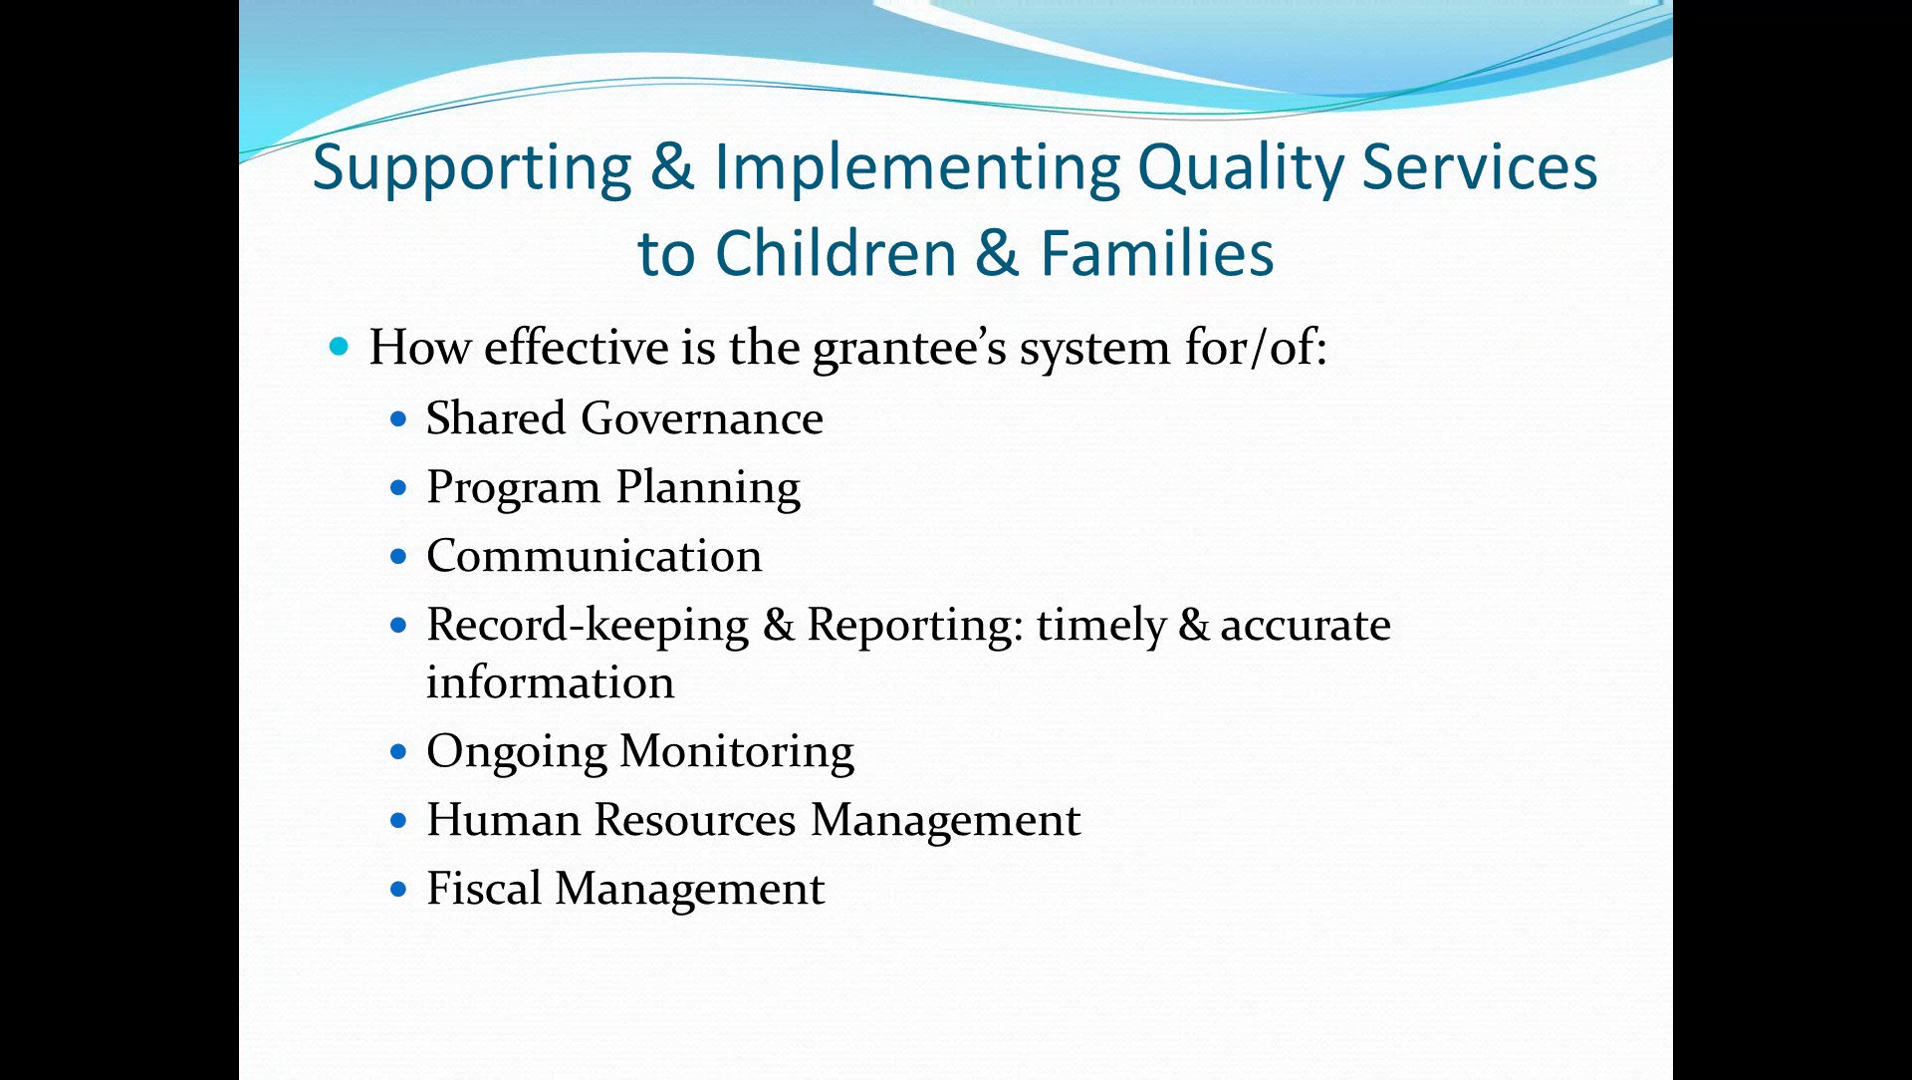 Supporting & Implementing Quality Services
to Children & Families
• How effective is the grantee’s system for/of:
• Shared Governance
• Program Planning
• Communication
• Record-keeping & Reporting: timely & accurate
information
• Ongoing Monitoring
• Human Resources Management
• Fiscal Management